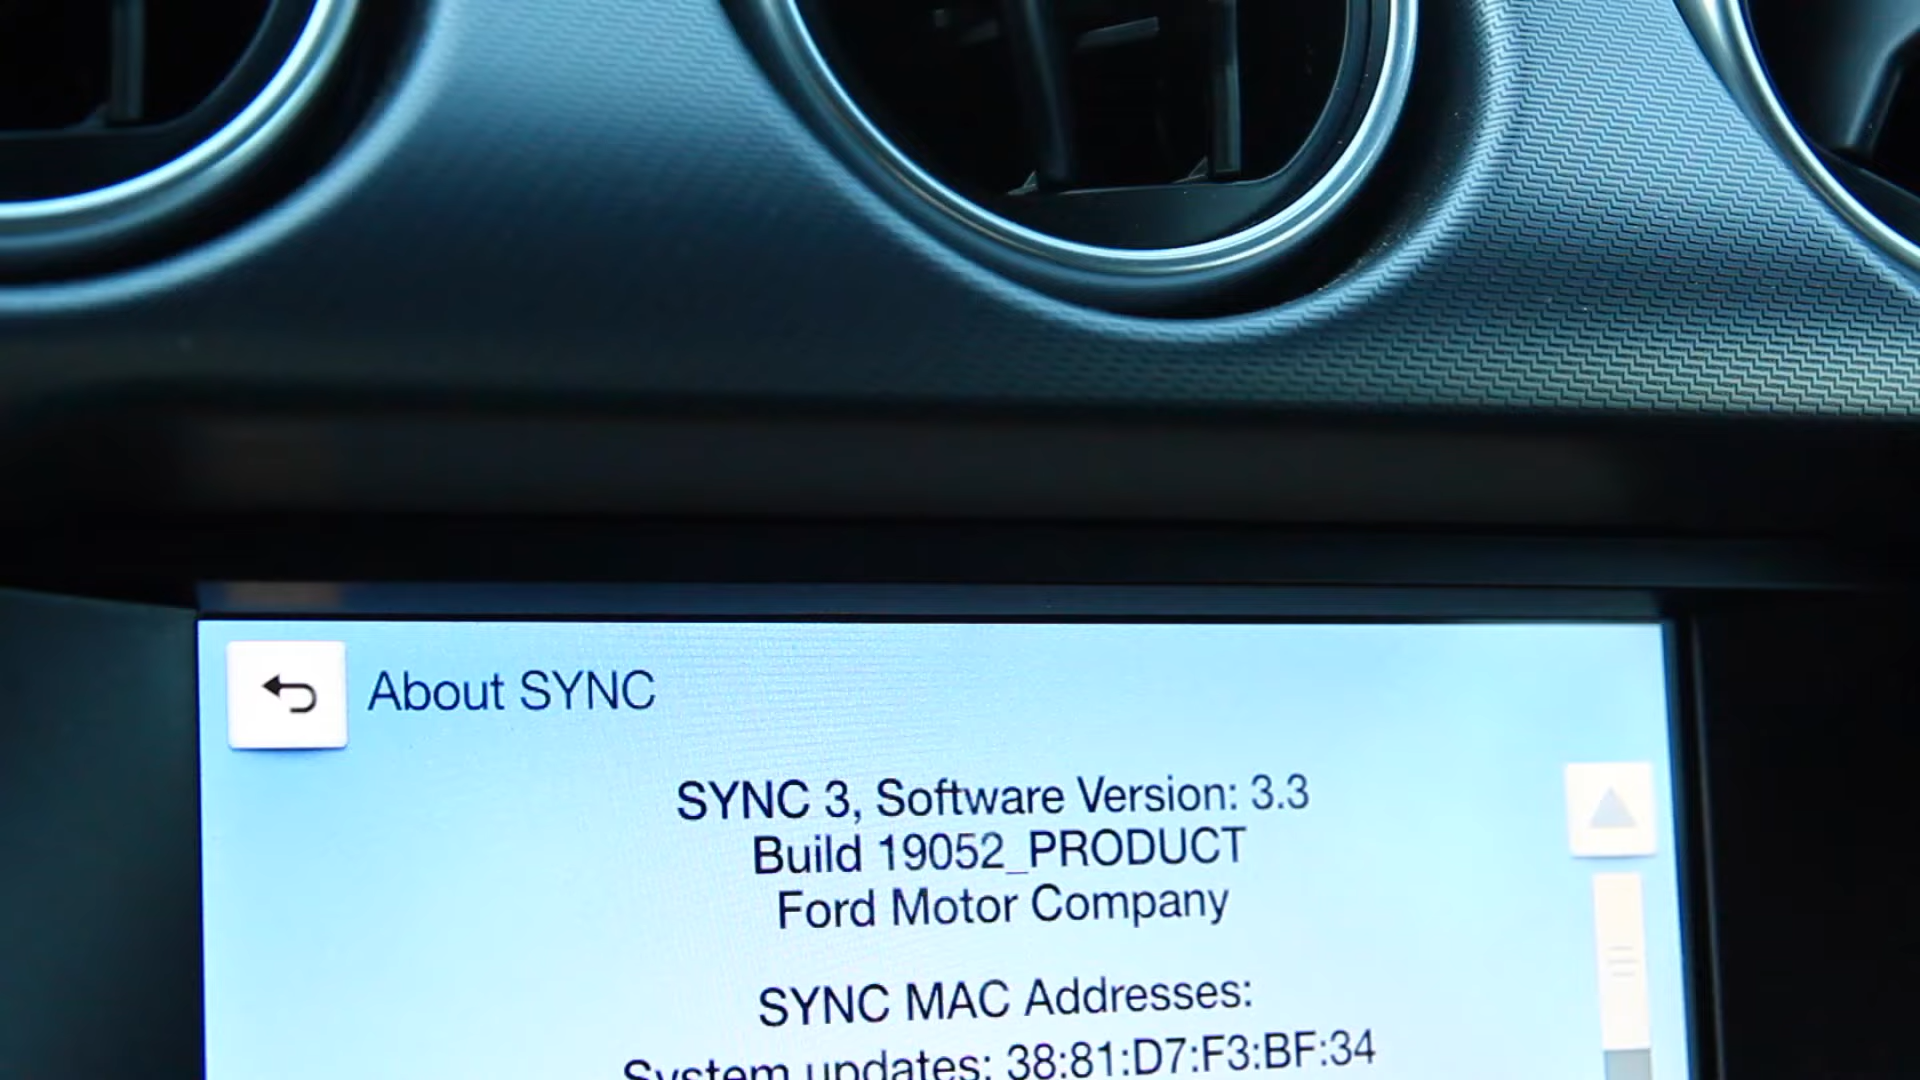 About SYNC
SYNC 3, Software Version: 3.3
Build 19052_PRODUCT
Ford Motor Company
SYNC MAC Addresses:
System updates: 38:81:D7:F3:BF:34